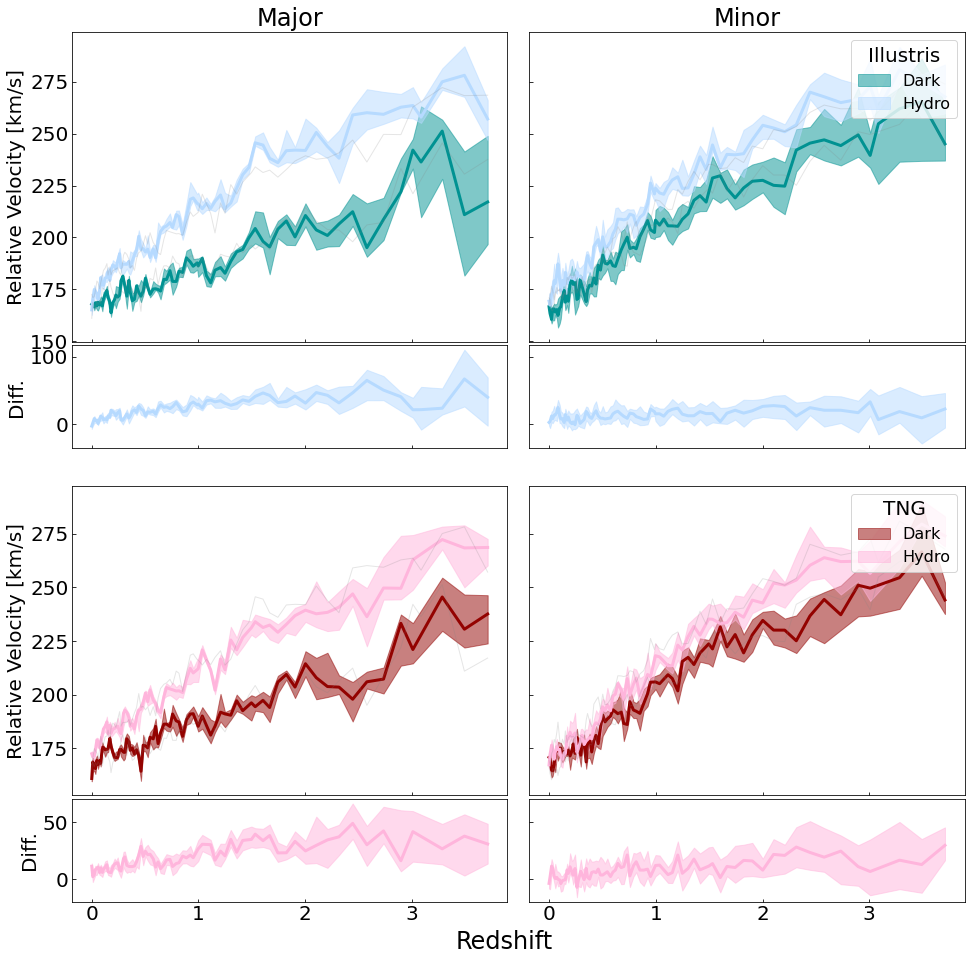 Major
Minor
Relative Velocity [km/s]
275
250
225
200
175
150
Illustris
Dark
Hydro
Diff.
100
0
Relative Velocity [km/s]
275
250
225
200
175
TNG
Dark
Hydro
Diff.
50
0
0 1 2 3
0 1 2 3
Redshift